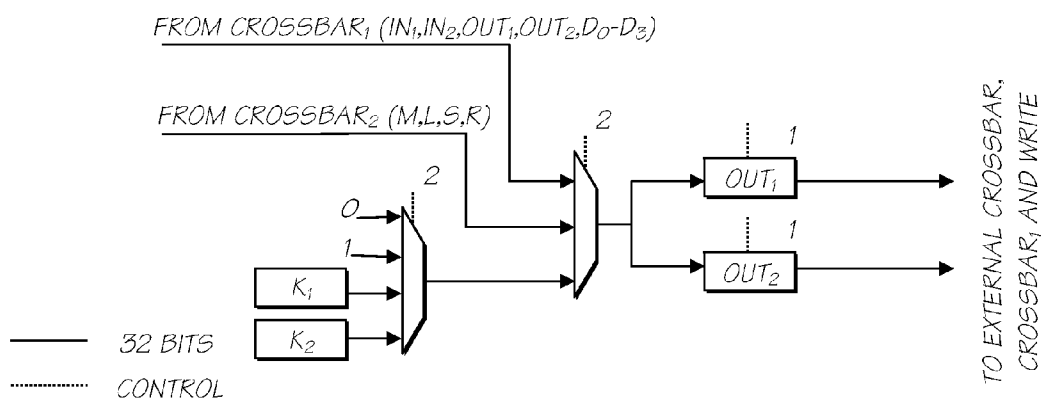 FROM CROSSBAR₁ (IN₁,IN₂,OUT₁,OUT₂,D₀-D₃)
FROM CROSSBAR₂ (M,L,S,R)
2
1
OUT₁
2
0
1
1
OUT₂
K₁
K₂
32 BITS
CONTROL
TO EXTERNAL CROSSBAR,
CROSSBAR₁ AND WRITE